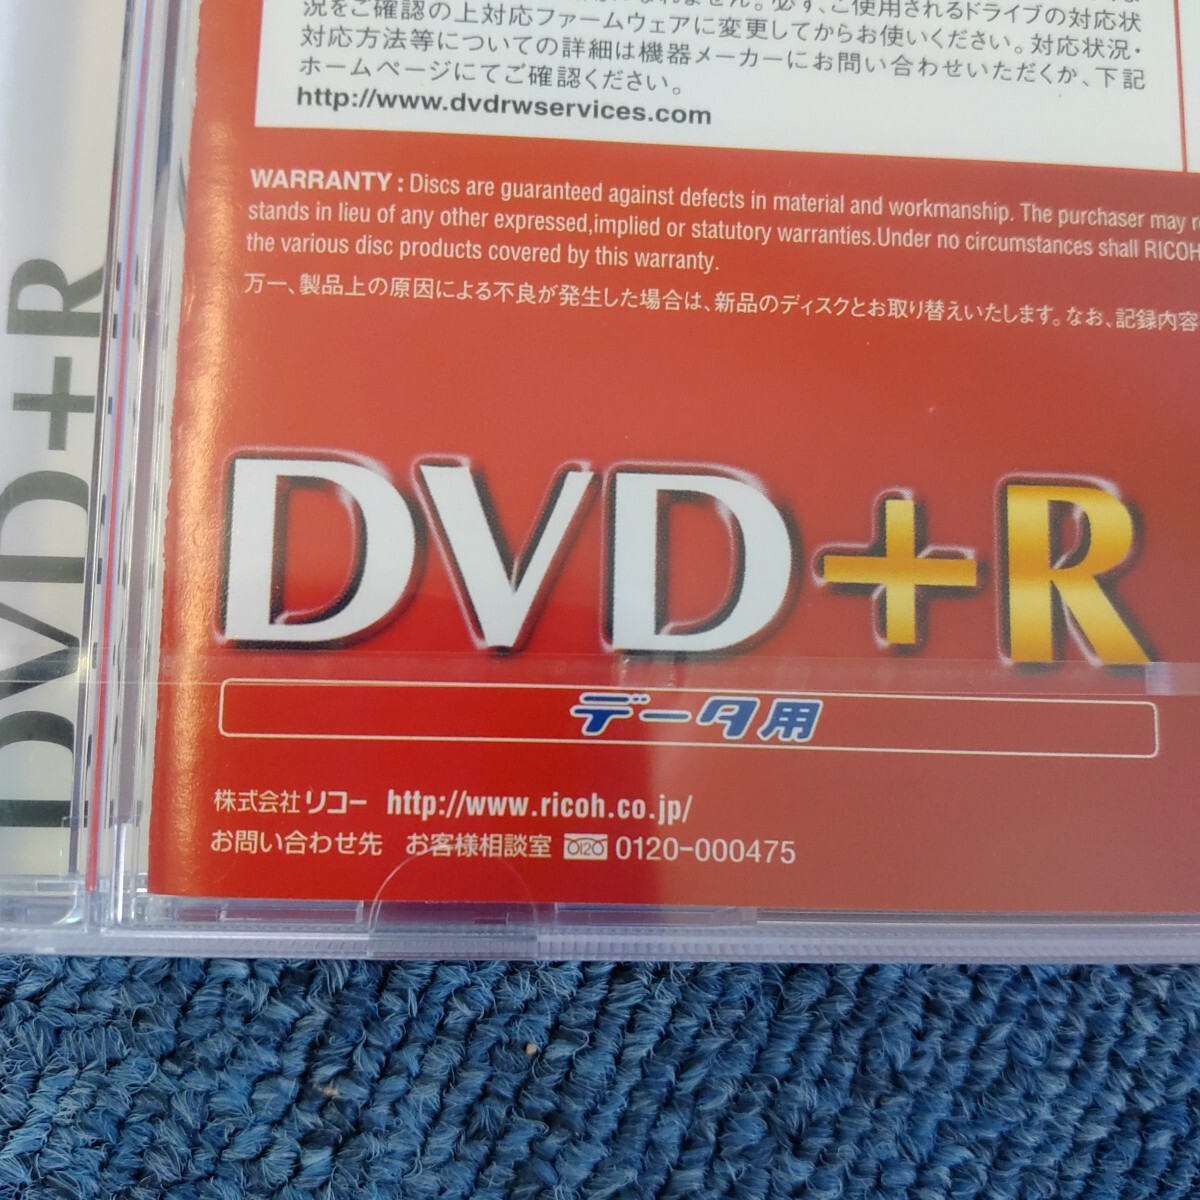 況をご確認の上対応ファームウェアに変更してからお使いください。対応状況・
対応方法等についての詳細は機器メーカーにお問い合わせいただくか、下記
ホームページにてご確認ください。
http://www.dvdrwservices.com
WARRANTY : Discs are guaranteed against defects in material and workmanship. The purchaser may
stands in lieu of any other expressed,implied or statutory warranties.Under no circumstances shall RICOH
the various disc products covered by this warranty.
万一、製品上の原因による不良が発生した場合は、新品のディスクとお取り替えいたします。なお、記録内容
DVD+R
データ用
株式会社リコー http://www.ricoh.co.jp/
お問い合わせ先 お客様相談室 0120-000475
DVD+R